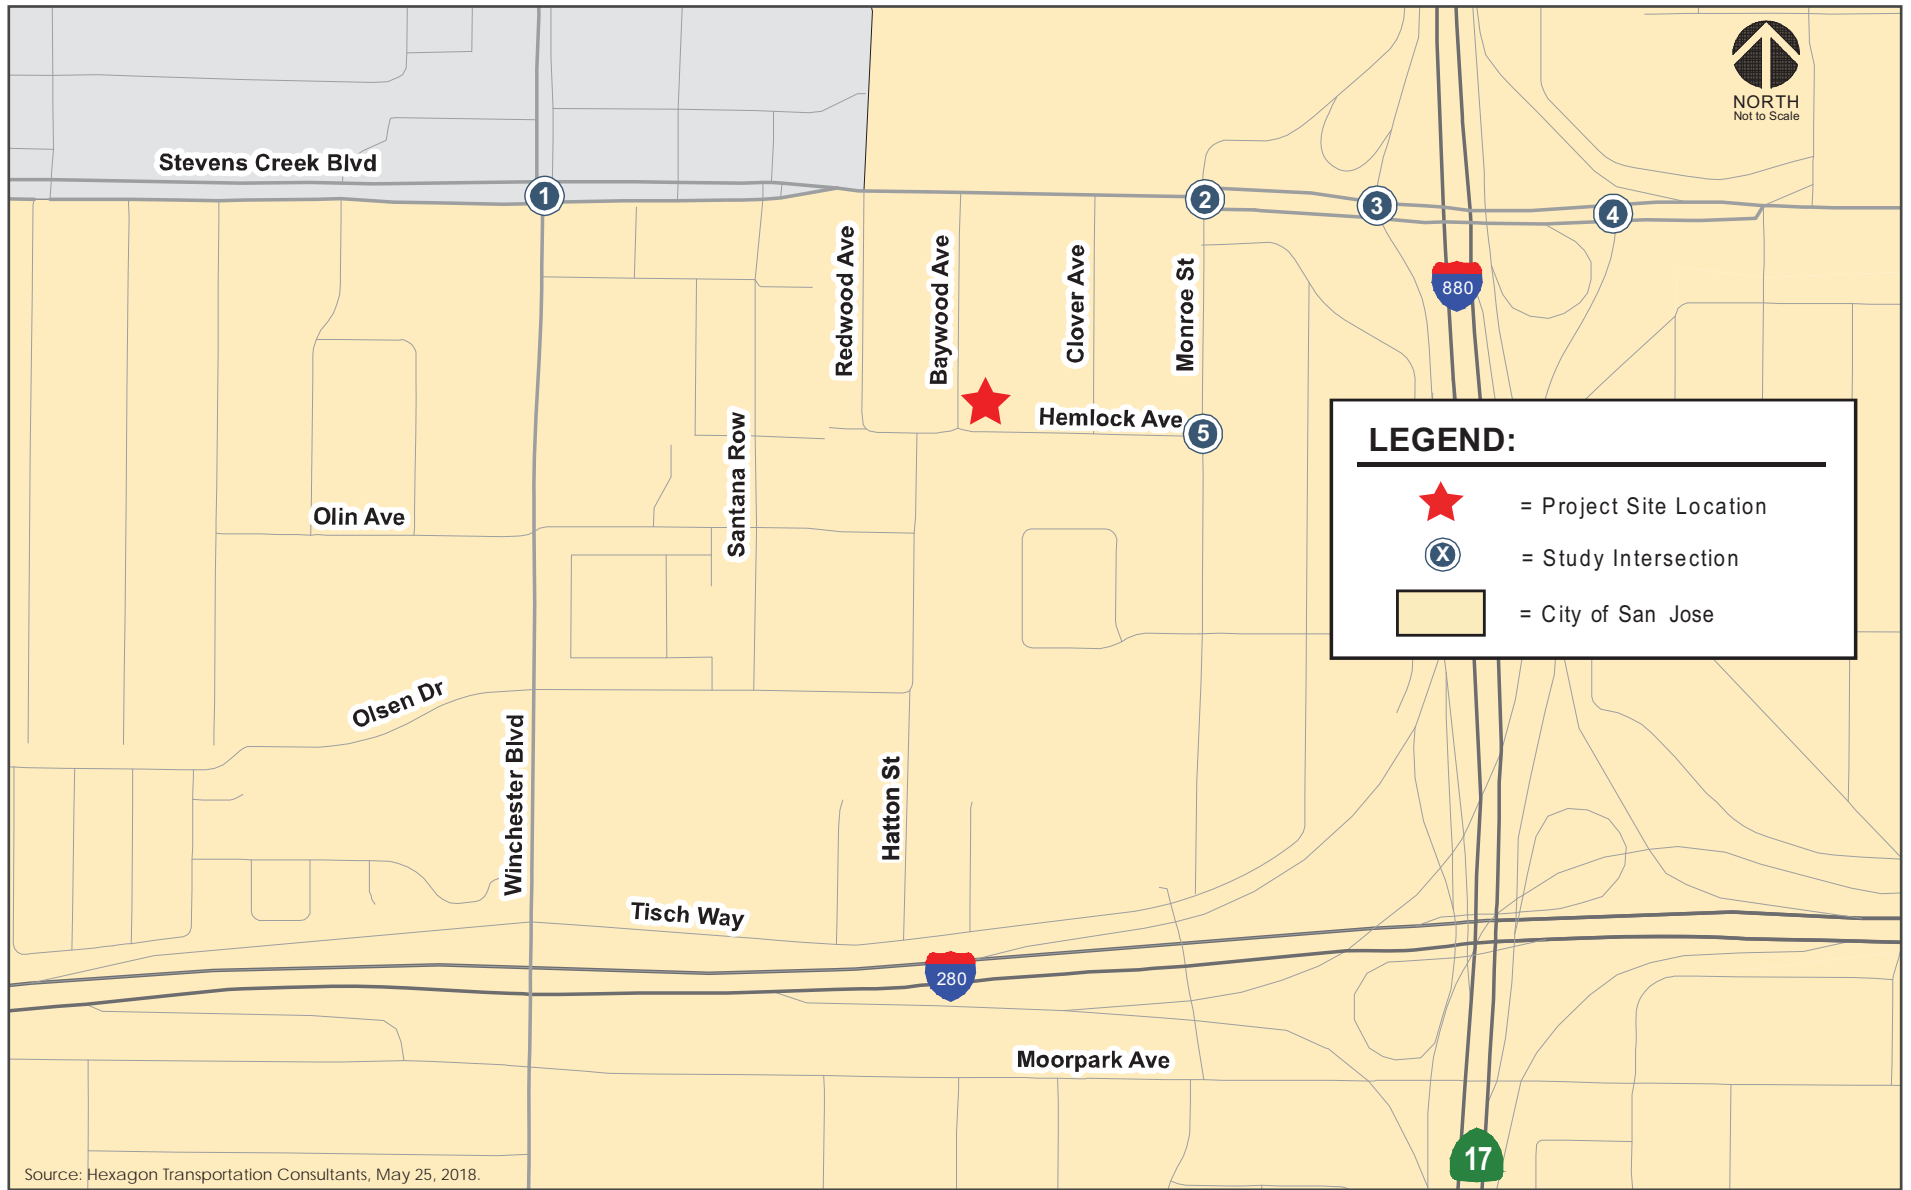 NORTH
Not to Scale
Stevens Creek Blvd
1
2
3
4
Redwood Ave
Baywood Ave
Clover Ave
Monroe St
880
Hemlock Ave
5
Santana Row
Olin Ave
LEGEND:
= Project Site Location
X
= Study Intersection
= City of San Jose
Olsen Dr
Winchester Blvd
Hatton St
Tisch Way
280
Moorpark Ave
17
Source: Hexagon Transportation Consultants, May 25, 2018.